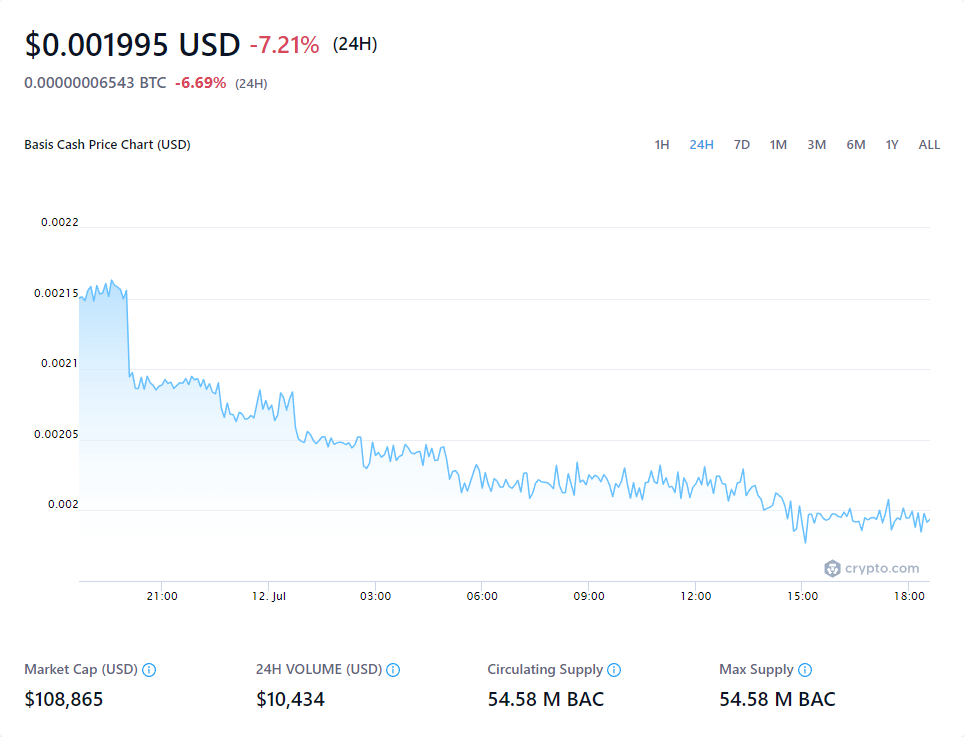 $0.001995 USD -7.21% (24H)
0.00000006543 BTC -6.69% (24H)
Basis Cash Price Chart (USD) 1H 24H 7D 1M 3M 6M 1Y ALL
0.0022
0.00215
0.0021
0.00205
0.002
crypto.com
21:00 12. Jul 03:00 06:00 09:00 12:00 15:00 18:00
Market Cap (USD) 24H VOLUME (USD) Circulating Supply Max Supply
$108,865 $10,434 54.58 M BAC 54.58 M BAC